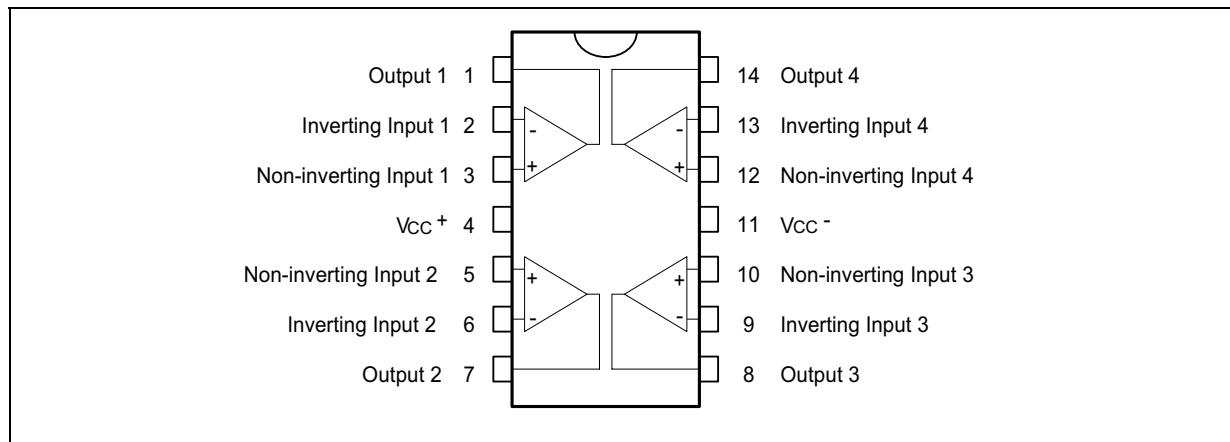 Output 1 1
14 Output 4
Inverting Input 1 2
-
-
13 Inverting Input 4
Non-inverting Input 1 3
+
+
12 Non-inverting Input 4
VCC + 4
11 VCC -
Non-inverting Input 2 5
+
+
10 Non-inverting Input 3
Inverting Input 2 6
-
-
9 Inverting Input 3
Output 2 7
8 Output 3